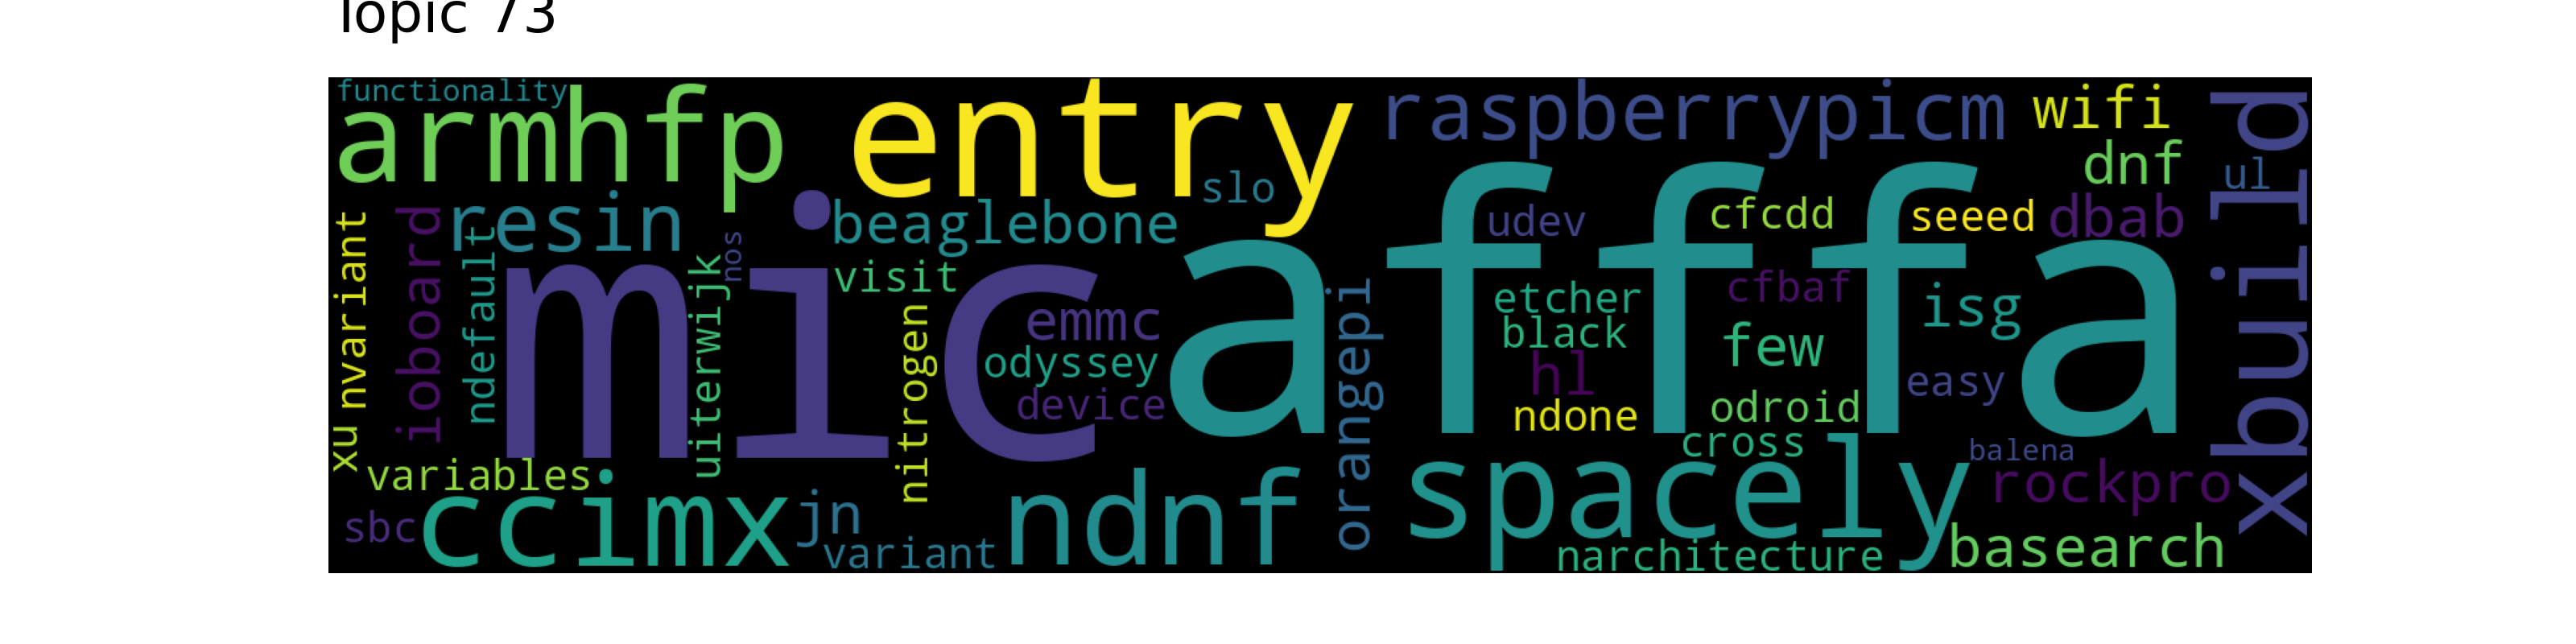 Topic 73
functionality
armhfp
entry
raspberrypicm
wifi
dnf
ul
xbuild
slo
resin
beaglebone
udev
cfcdd
seeed
dbab
nvariant
ioboard
ndefault
nos
visit
uiterwijk
mic
afffa
nitrogen
emmc
odyssey
device
orangepi
etcher
black
hl
ndone
cfbaf
few
odroid
cross
isg
easy
balena
xu
variables
spacely
rockpro
sbc
ccimx
jn
variant
ndnf
narchitecture
basearch